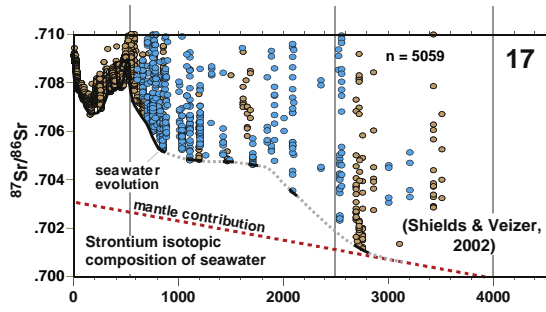 .710
n = 5059
17
.708
.706
87Sr/86Sr
.704
seawater
evolution
mantle contribution
(Shields & Veizer,
2002)
.702
Strontium isotopic
composition of seawater
.700
0
1000
2000
3000
4000